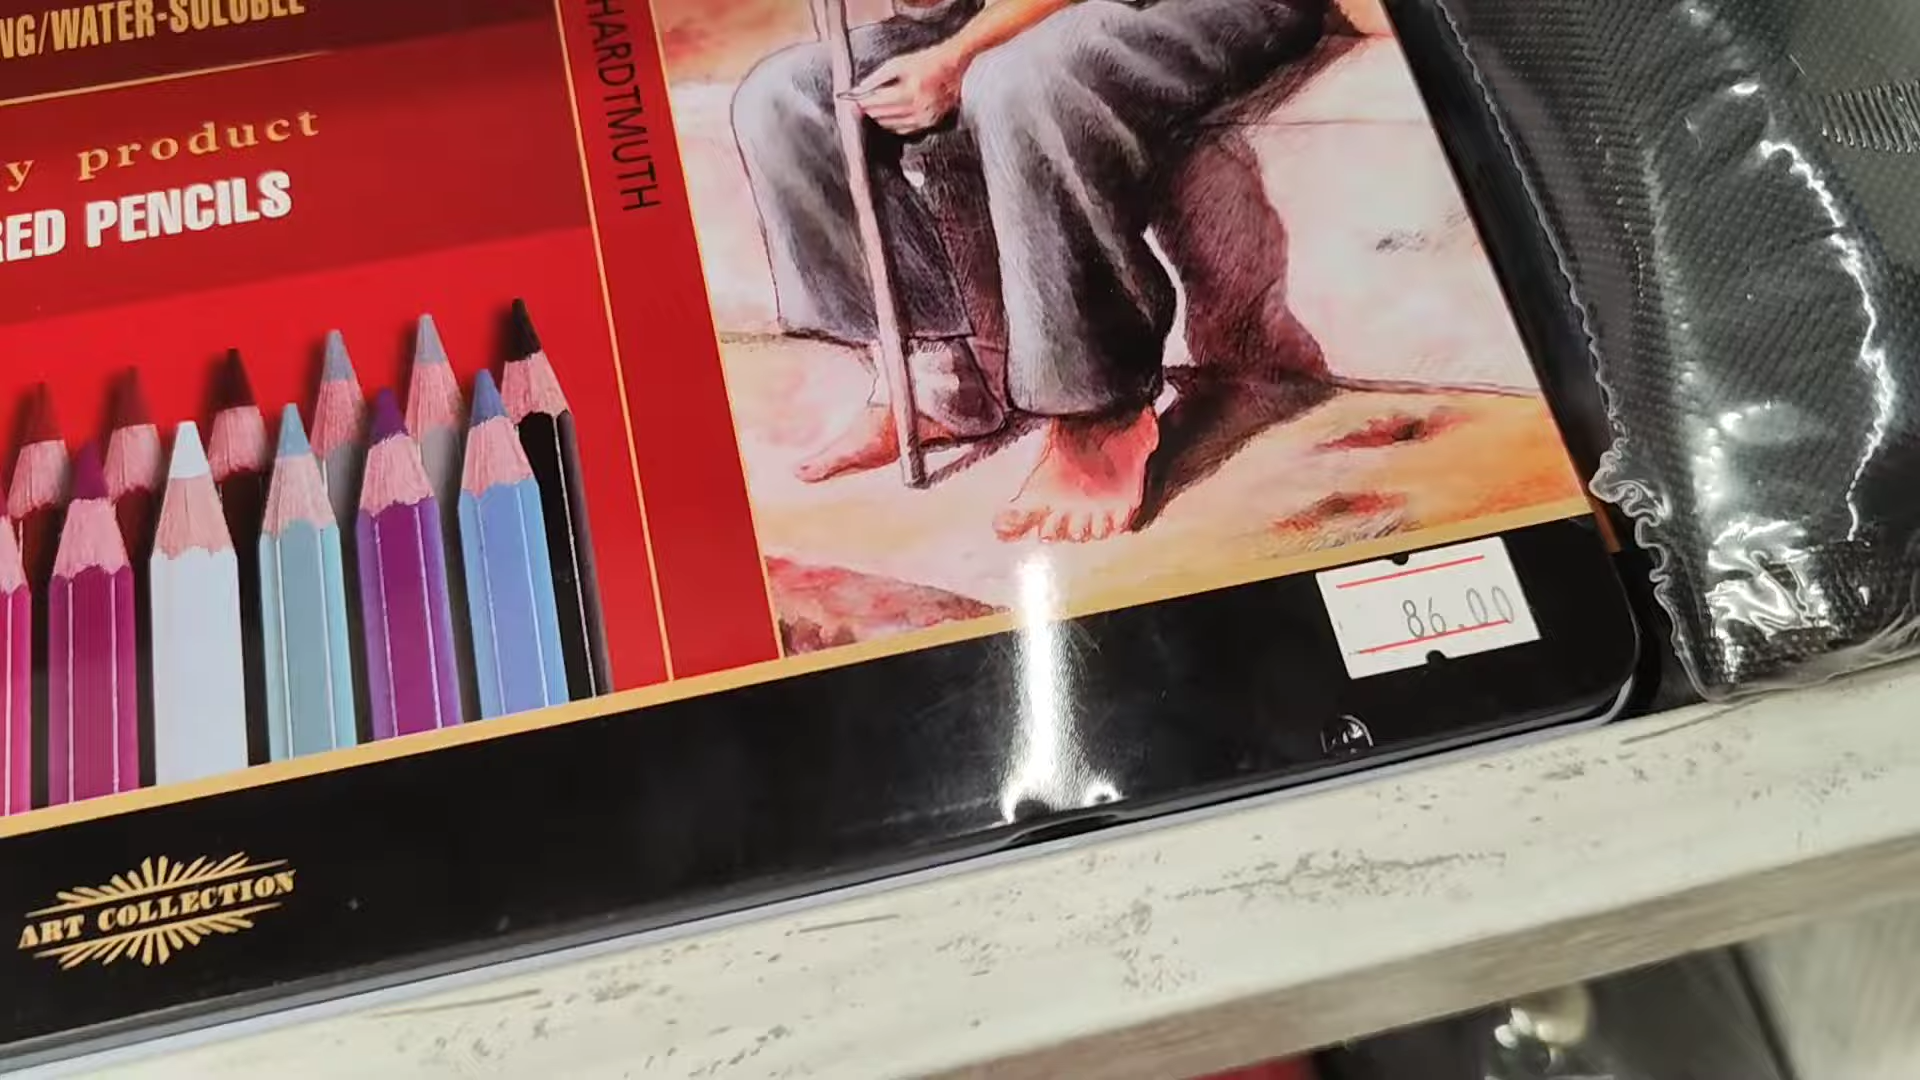 NG/WATER-SOLUBLE
y product
RED PENCILS
HARDTMUTH
86.00
ART COLLECTION